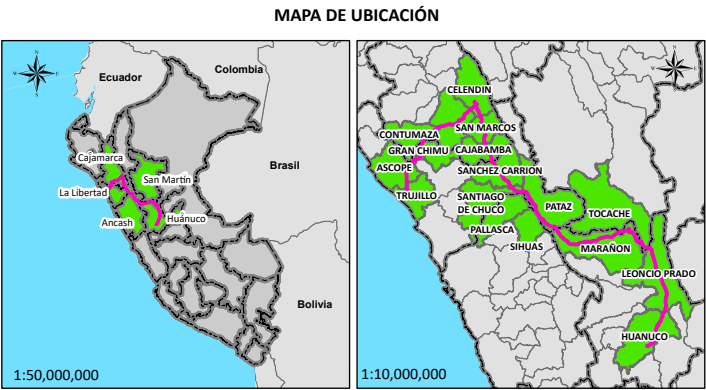 MAPA DE UBICACIÓN
Ecuador
Colombia
Brasil
Bolivia
Cajamarca
San Martín
La Libertad
Huánuco
Ancash
1:50,000,000
CELENDIN
CONTUMAZA
SAN MARCOS
GRAN CHIMU
CAJABAMBA
ASCOPE
SANCHEZ CARRION
TRUJILLO
SANTIAGO
DE CHUCO
PATAZ
TOCACHE
PALLASCA
SIHUAS
MARAÑON
LEONCIO PRADO
HUANUCO
1:10,000,000